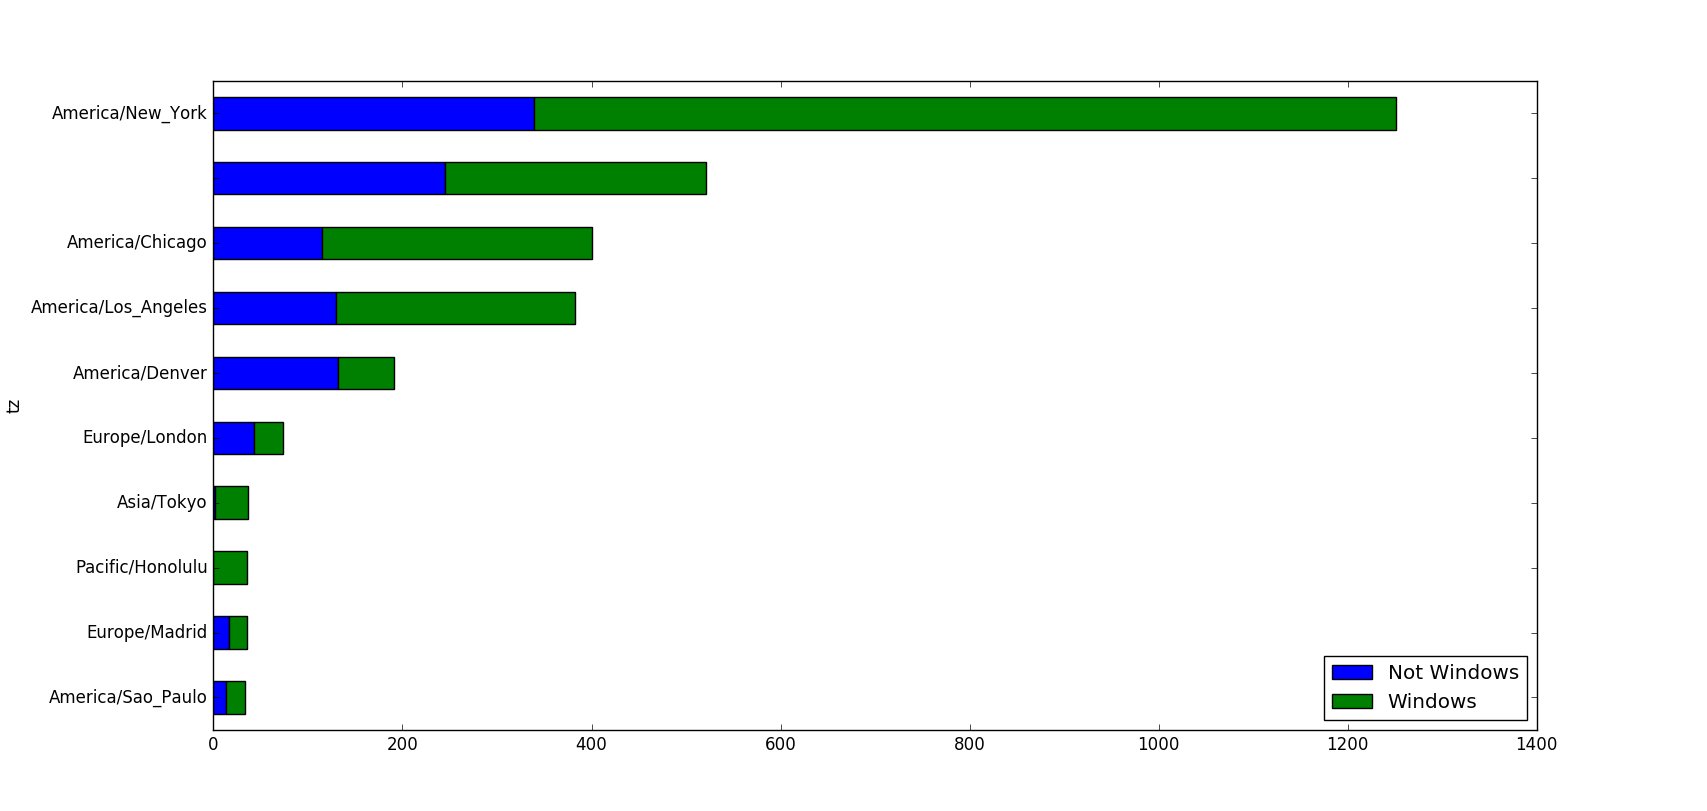 America/New_York
America/Chicago
America/Los_Angeles
America/Denver
Europe/London
Asia/Tokyo
Pacific/Honolulu
Europe/Madrid
America/Sao_Paulo
tz
0 200 400 600 800 1000 1200 1400
Not Windows
Windows